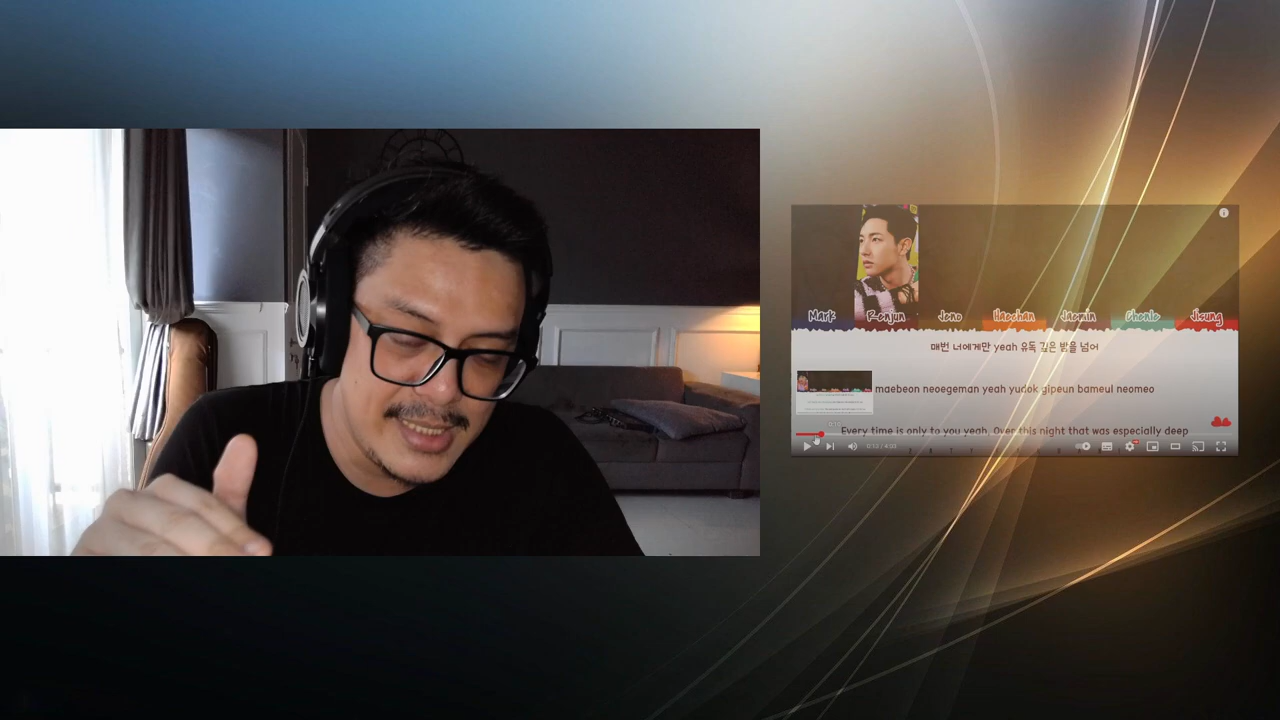 Mark Renjun Jeno Haechan Jaemin Chenle Jisung
매번 너에게만 yeah 유독 깊은 밤을 넘어
maebeon neoegeman yeah yudok gipeun bameul neomeo
Every time is only to you yeah, Over this night that was especially deep